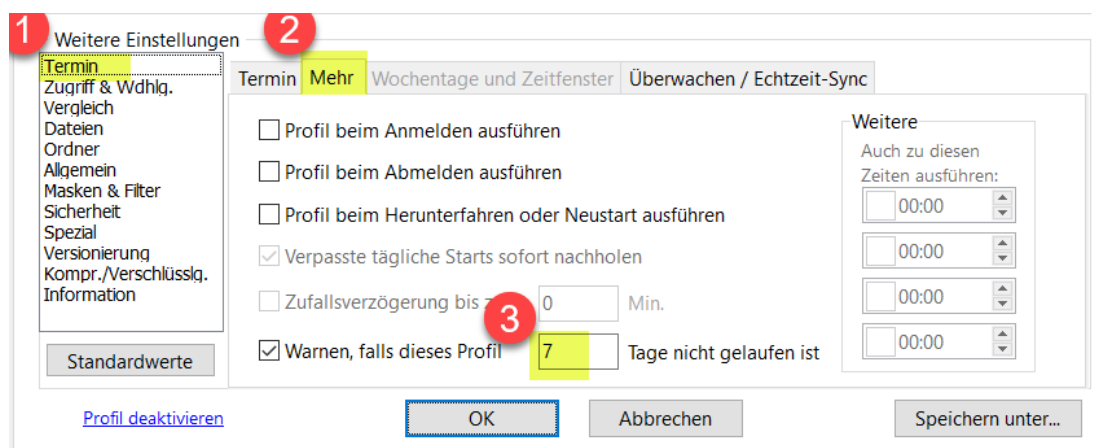 1
2
Weitere Einstellungen
Termin
Zugriff & Wdhlg.
Vergleich
Dateien
Ordner
Allgemein
Masken & Filter
Sicherheit
Spezial
Versionierung
Kompr./Verschlüsslg.
Information
Standardwerte
Termin Mehr Wochentage und Zeitfenster Überwachen / Echtzeit-Sync
Profil beim Anmelden ausführen
Profil beim Abmelden ausführen
Profil beim Herunterfahren oder Neustart ausführen
Verpasste tägliche Starts sofort nachholen
Zufallsverzögerung bis 0 Min.
3
Warnen, falls dieses Profil 7 Tage nicht gelaufen ist
Weitere
Auch zu diesen
Zeiten ausführen:
00:00
00:00
00:00
00:00
Profil deaktivieren OK Abbrechen Speichern unter...